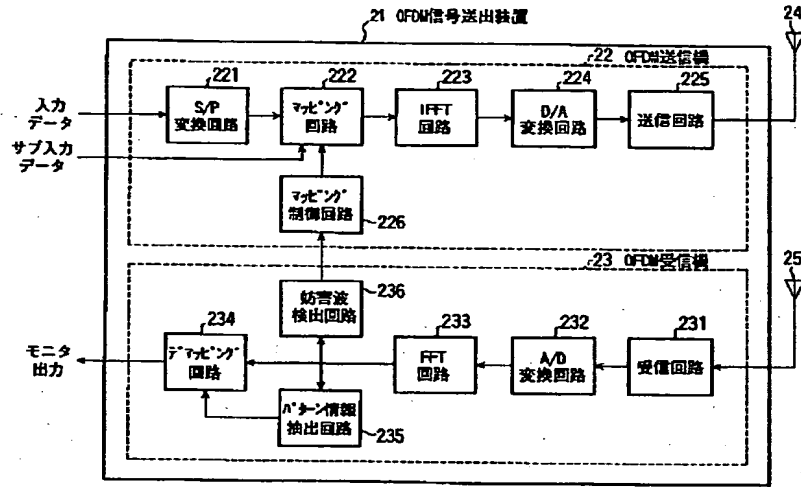 21 OFDM信号送出装置
24
22 OFDM送信機
221
222
223
224
225
入力
データ
S/P
変換回路
マッピング
回路
IFFT
回路
D/A
変換回路
送信回路
サブ入力
データ
マッピング
制御回路
226
23 OFDM受信機
25
妨害波
検出回路
236
234
233
232
231
モニタ
出力
デマッピング
回路
FFT
回路
A/D
変換回路
受信回路
パターン情報
抽出回路
235